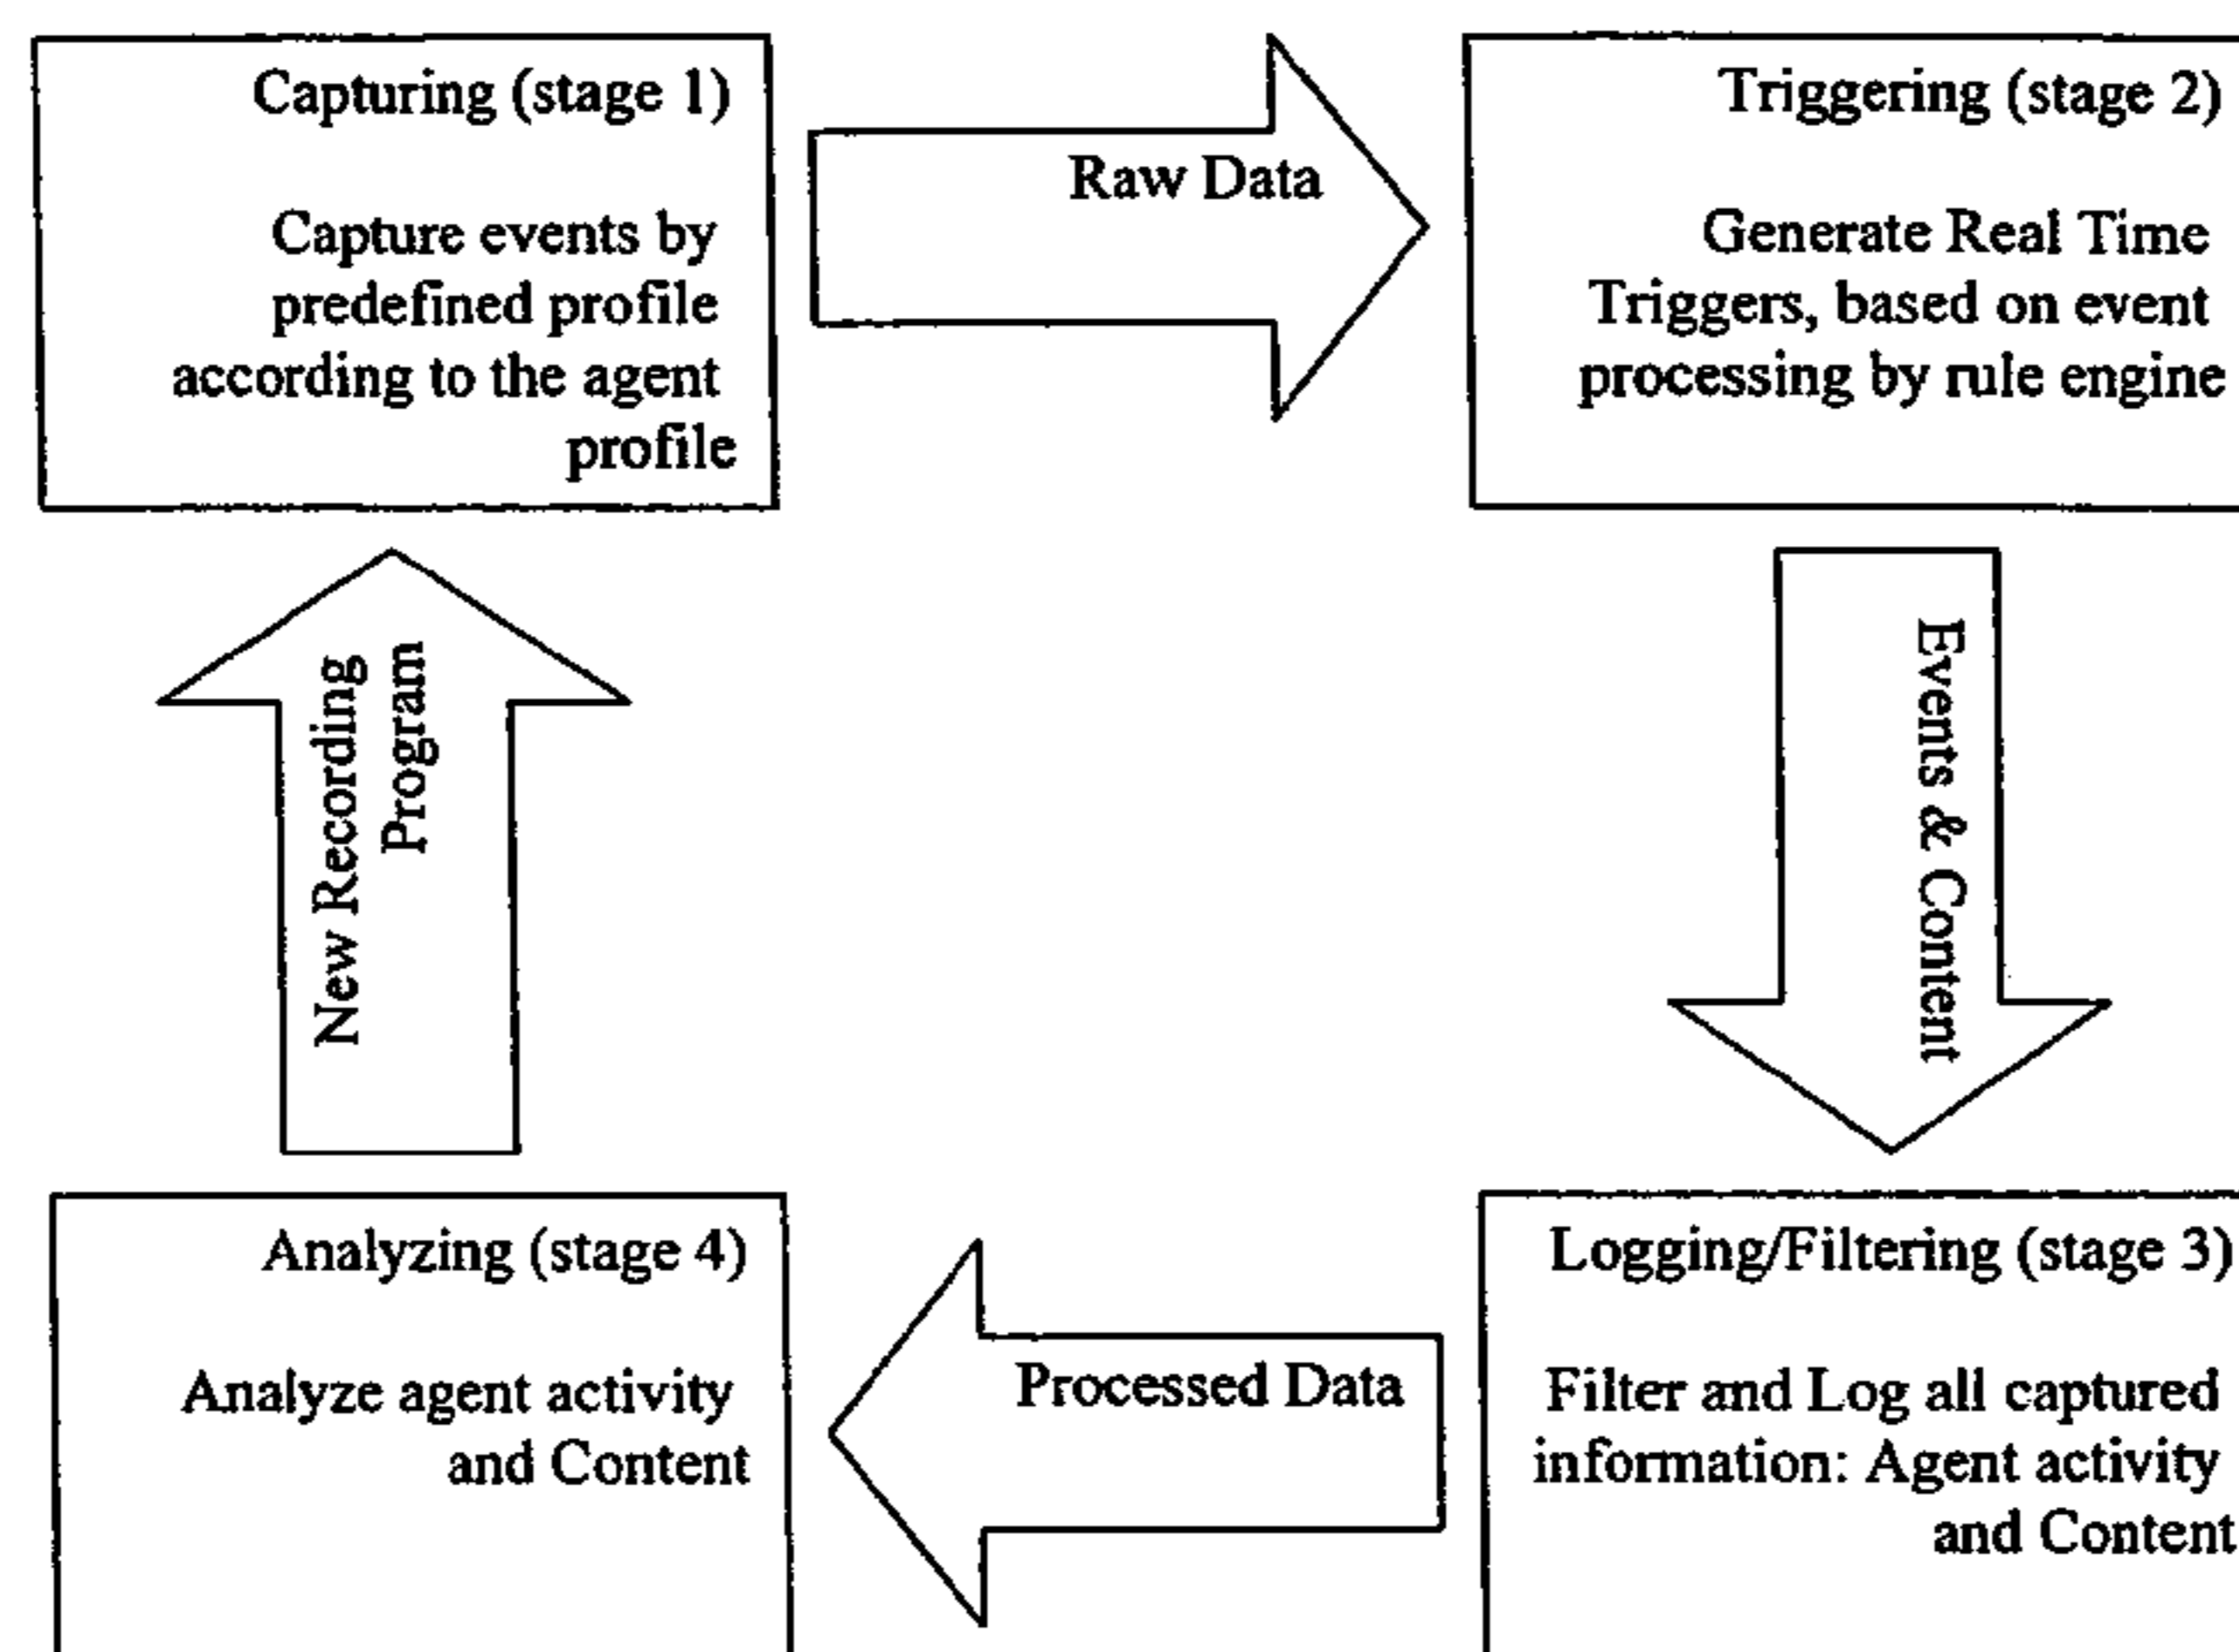 Capturing (stage 1)
Capture events by
predefined profile
according to the agent
profile
Raw Data
Triggering (stage 2)
Generate Real Time
Triggers, based on event
processing by rule engine
Events & Content
Logging/Filtering (stage 3)
Filter and Log all captured
information: Agent activity
and Content
Processed Data
Analyzing (stage 4)
Analyze agent activity
and Content
New Recording
Program